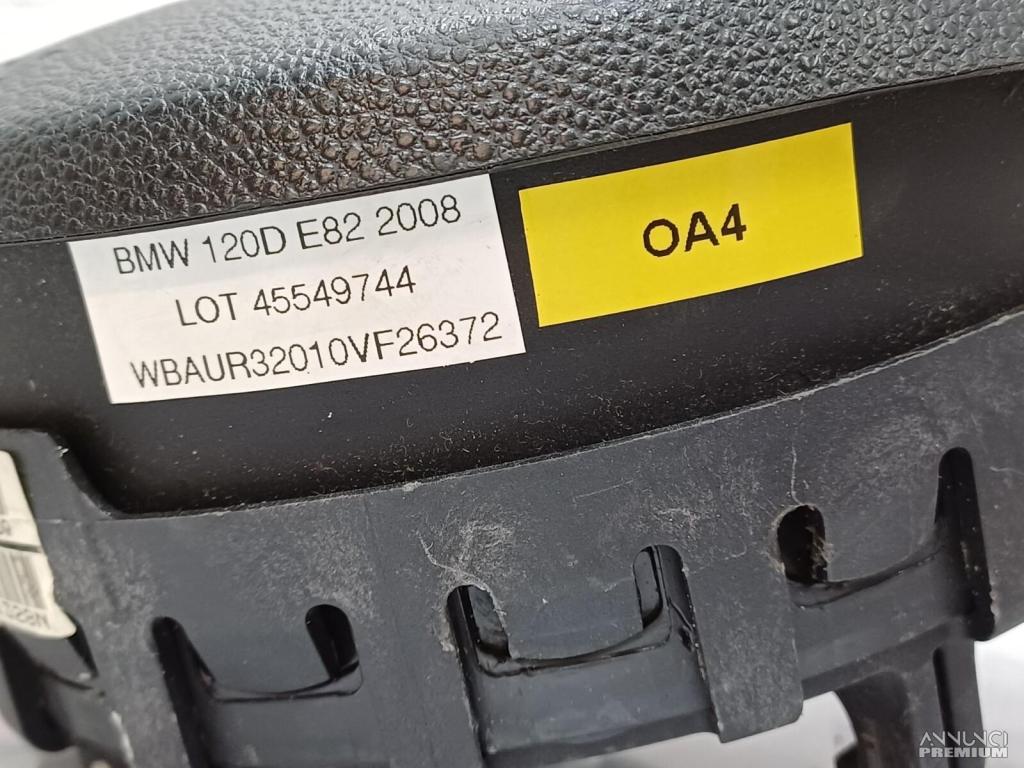 BMW 120D E82 2008
LOT 45549744
WBAUR32010VF26372
OA4
ANNUNCI
PREMIUM